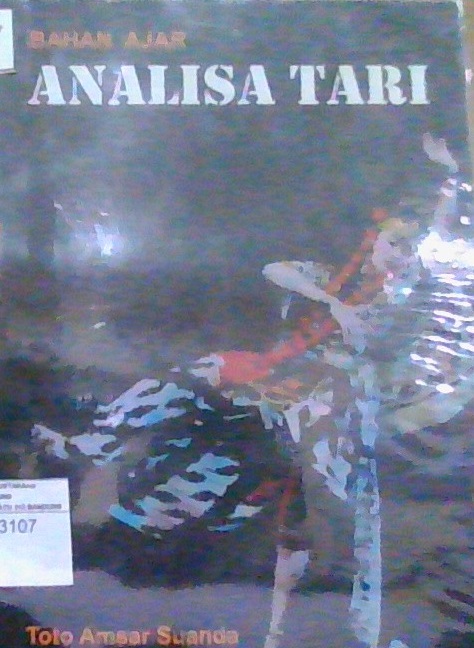 BAHAN AJAR
ANALISA TARI
3107
Toto Amsar Suanda